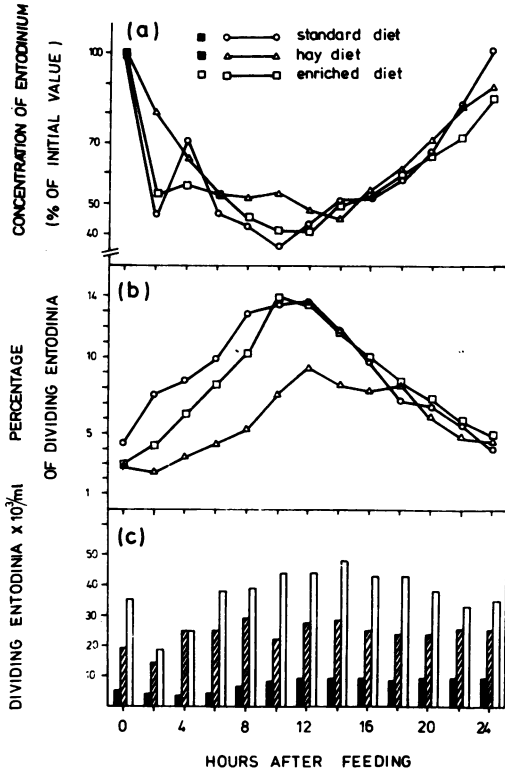 (a)
standard diet
hay diet
enriched diet
CONCENTRATION OF ENTODINIUM
(% OF INITIAL VALUE)
100
70
50
40
(b)
PERCENTAGE
OF DIVIDING ENTODINIA
14
10
5
1
(c)
DIVIDING ENTODINIA X 10³/ml
50
40
30
20
10
0
4
8
12
16
20
24
HOURS AFTER FEEDING